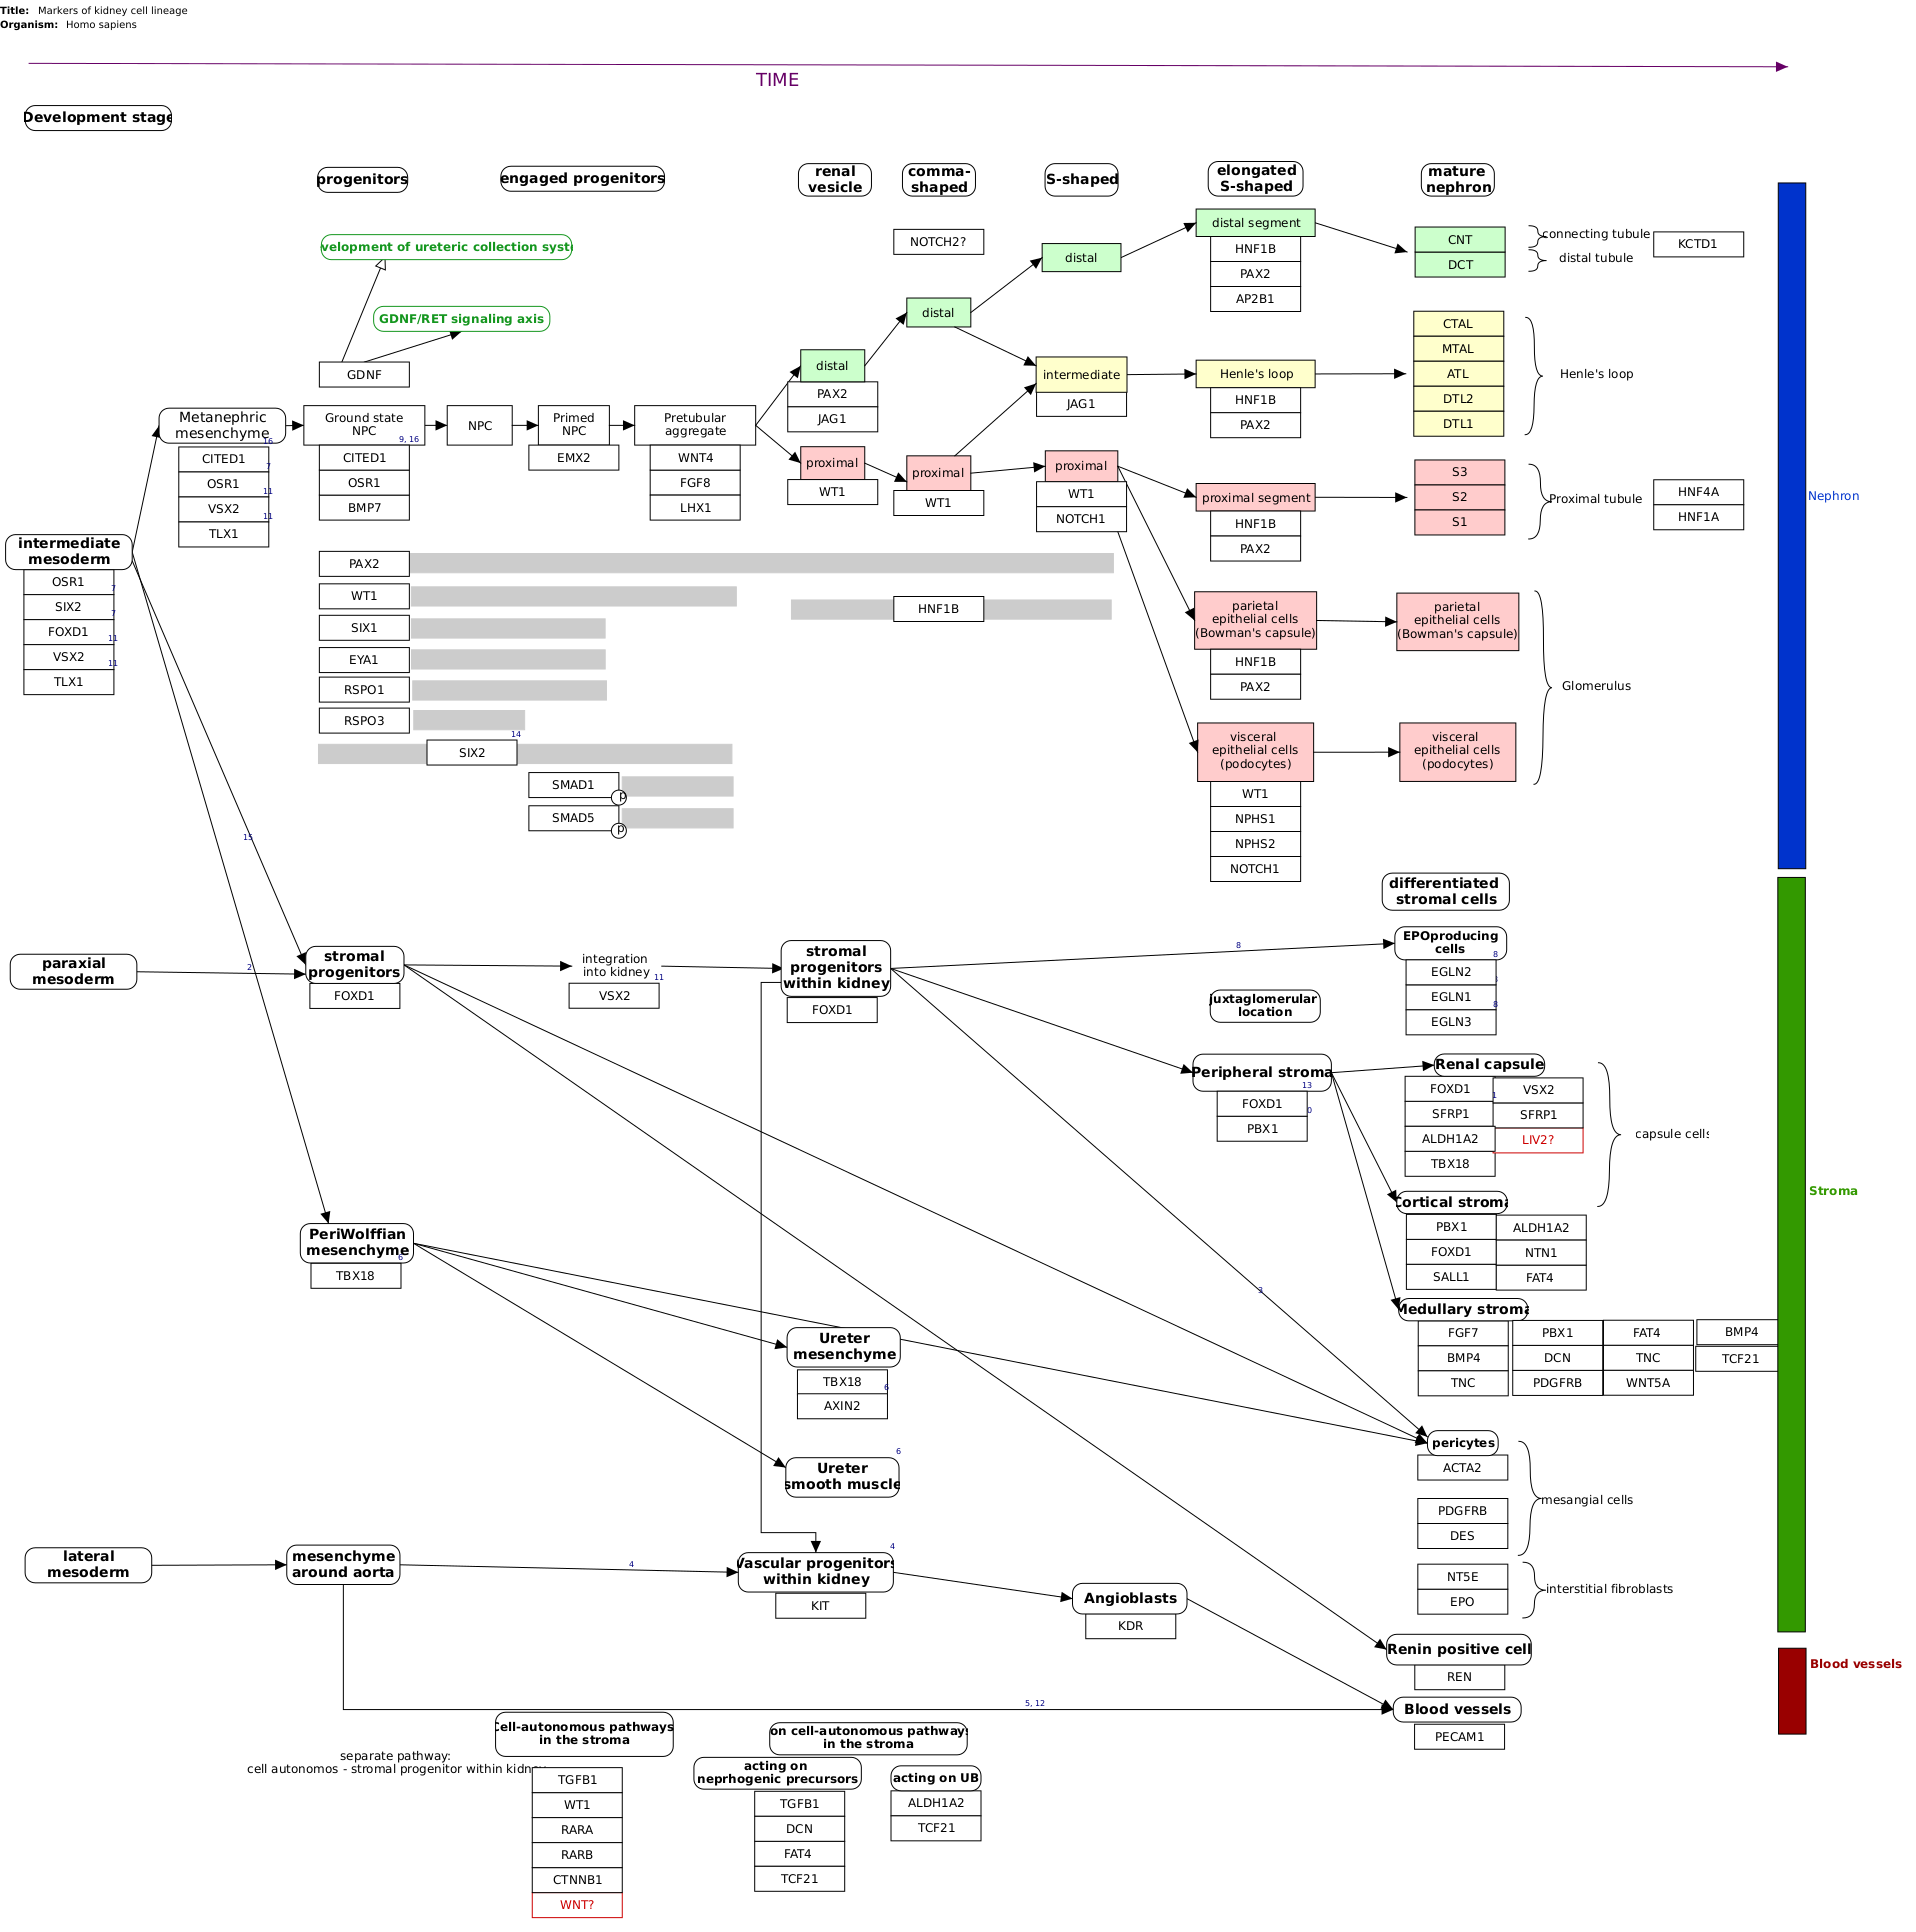 Title: Markers of kidney cell lineage
Organism: Homo sapiens
TIME
Development stage
progenitors
engaged progenitors
renal
vesicle
comma-
shaped
S-shaped
elongated
S-shaped
mature
nephron
velopment of ureteric collection syst
GDNF/RET signaling axis
GDNF
NOTCH2?
distal segment
HNF1B
PAX2
AP2B1
CNT
DCT
connecting tubule
distal tubule
KCTD1
distal
distal
distal
PAX2
JAG1
intermediate
JAG1
Henle's loop
HNF1B
PAX2
CTAL
MTAL
ATL
DTL2
DTL1
Henle's loop
Metanephric
mesenchyme
16
CITED1
7
OSR1
11
VSX2
11
TLX1
Ground state
NPC
9, 16
CITED1
OSR1
BMP7
NPC
Primed
NPC
EMX2
Pretubular
aggregate
WNT4
FGF8
LHX1
proximal
WT1
proximal
WT1
proximal
WT1
NOTCH1
proximal segment
HNF1B
PAX2
S3
S2
S1
Proximal tubule
HNF4A
HNF1A
Nephron
intermediate
mesoderm
OSR1
7
SIX2
7
FOXD1
11
VSX2
11
TLX1
PAX2
WT1
SIX1
EYA1
RSPO1
RSPO3
14
SIX2
SMAD1
p
SMAD5
p
HNF1B
parietal
epithelial cells
(Bowman's capsule)
HNF1B
PAX2
parietal
epithelial cells
(Bowman's capsule)
Glomerulus
visceral
epithelial cells
(podocytes)
WT1
NPHS1
NPHS2
NOTCH1
visceral
epithelial cells
(podocytes)
15
differentiated
stromal cells
paraxial
mesoderm
2
stromal
progenitors
FOXD1
integration
into kidney
11
VSX2
stromal
progenitors
within kidney
FOXD1
8
EPOproducing
cells
8
EGLN2
EGLN1
8
EGLN3
juxtaglomerular
location
Peripheral stroma
13
FOXD1
0
PBX1
Renal capsule
FOXD1
SFRP1
ALDH1A2
TBX18
1
VSX2
SFRP1
LIV2?
capsule cells
Cortical stroma
PBX1
FOXD1
SALL1
ALDH1A2
NTN1
FAT4
Stroma
PeriWolffian
mesenchyme
6
TBX18
3
Medullary stroma
FGF7
BMP4
TNC
PBX1
DCN
PDGFRB
FAT4
TNC
WNT5A
BMP4
TCF21
Ureter
mesenchyme
TBX18
6
AXIN2
6
Ureter
smooth muscle
pericytes
ACTA2
PDGFRB
DES
mesangial cells
NT5E
EPO
interstitial fibroblasts
lateral
mesoderm
mesenchyme
around aorta
4
4
Vascular progenitors
within kidney
KIT
Angioblasts
KDR
Renin positive cell
REN
Blood vessels
PECAM1
Blood vessels
5, 12
Cell-autonomous pathways
in the stroma
on cell-autonomous pathways
in the stroma
separate pathway:
cell autonomos - stromal progenitor within kidney
TGFB1
WT1
RARA
RARB
CTNNB1
WNT?
acting on
neprhogenic precursors
TGFB1
DCN
FAT4
TCF21
acting on UB
ALDH1A2
TCF21